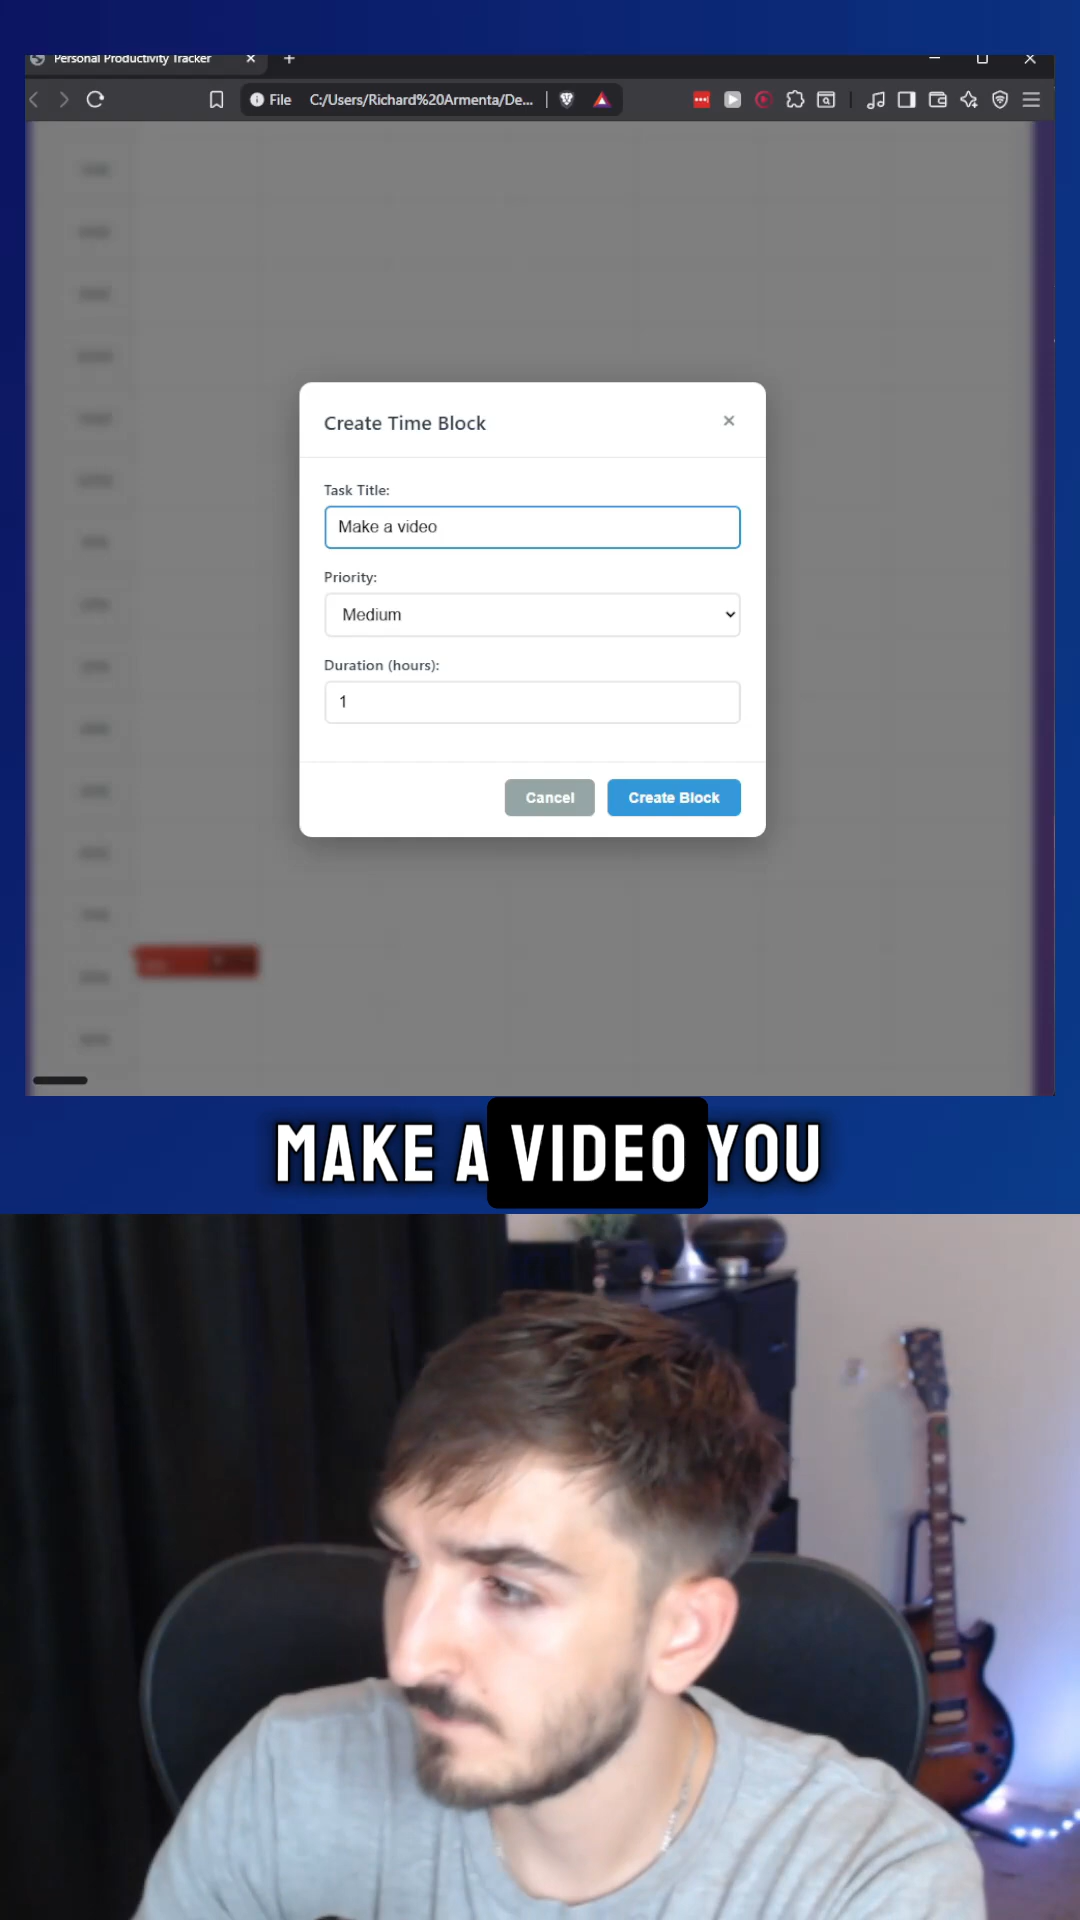 Personal Productivity Tracker
File C:/Users/Richard%20Armenta/De...
Create Time Block
Task Title:
Make a video
Priority:
Medium
Duration (hours):
1
Cancel
Create Block
MAKE A VIDEO YOU